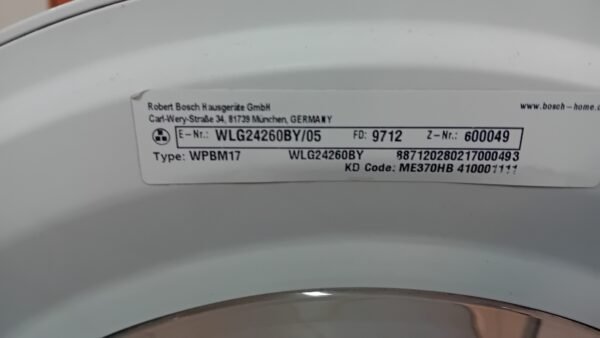 Robert Bosch Hausgeräte GmbH
www.bosch-home.
Carl-Wery-Straße 34, 81739 München, GERMANY
E-Nr.: WLG24260BY/05 FD: 9712 Z-Nr.: 600049
Type: WPBM17 WLG24260BY 887120280217000493
KD Code: ME370HB 410001111